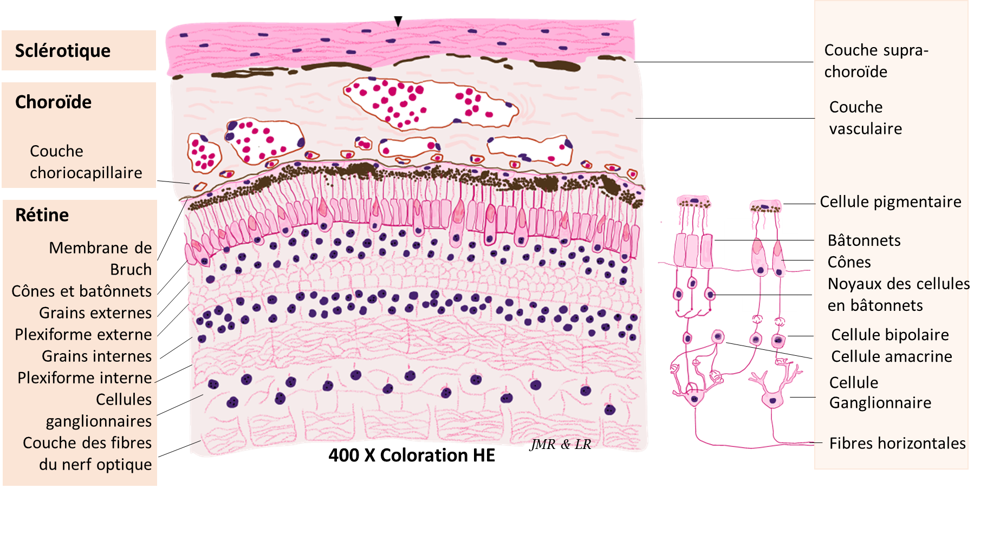 Sclérotique
Choroïde
Couche
choriocapillaire
Rétine
Membrane de
Bruch
Cônes et batônnets
Grains externes
Plexiforme externe
Grains internes
Plexiforme interne
Cellules
ganglionnaires
Couche des fibres
du nerf optique
JMR & LR
400 X Coloration HE
Couche supra-
choroïde
Couche
vasculaire
Cellule pigmentaire
Bâtonnets
Cônes
Noyaux des cellules
en bâtonnets
Cellule bipolaire
Cellule amacrine
Cellule
Ganglionnaire
Fibres horizontales